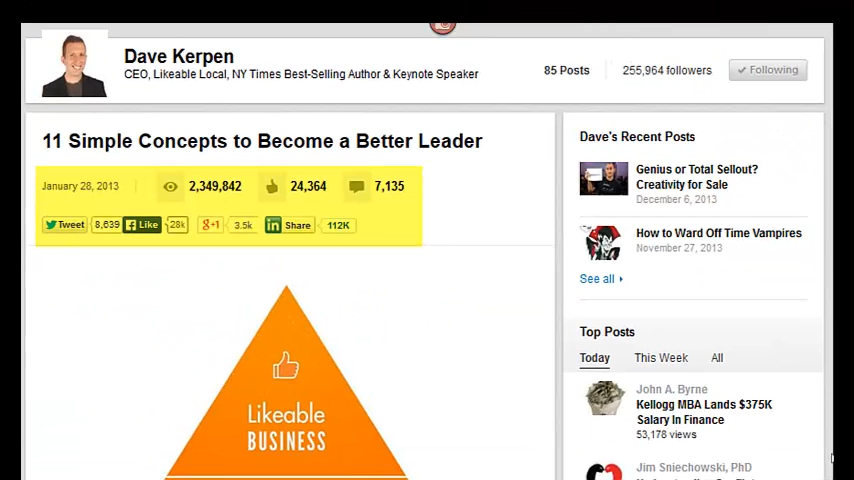 Dave Kerpen
CEO, Likeable Local, NY Times Best-Selling Author & Keynote Speaker
85 Posts
255,964 followers
Following
11 Simple Concepts to Become a Better Leader
January 28, 2013
2,349,842
24,364
7,135
Tweet
8,639
Like
28k
+1
3.5k
in Share
112K
Likeable
BUSINESS
Dave's Recent Posts
Genius or Total Sellout?
Creativity for Sale
December 6, 2013
How to Ward Off Time Vampires
November 27, 2013
See all
Top Posts
Today
This Week
All
John A. Byrne
Kellogg MBA Lands $375K
Salary In Finance
53,178 views
Jim Sniechowski, PhD